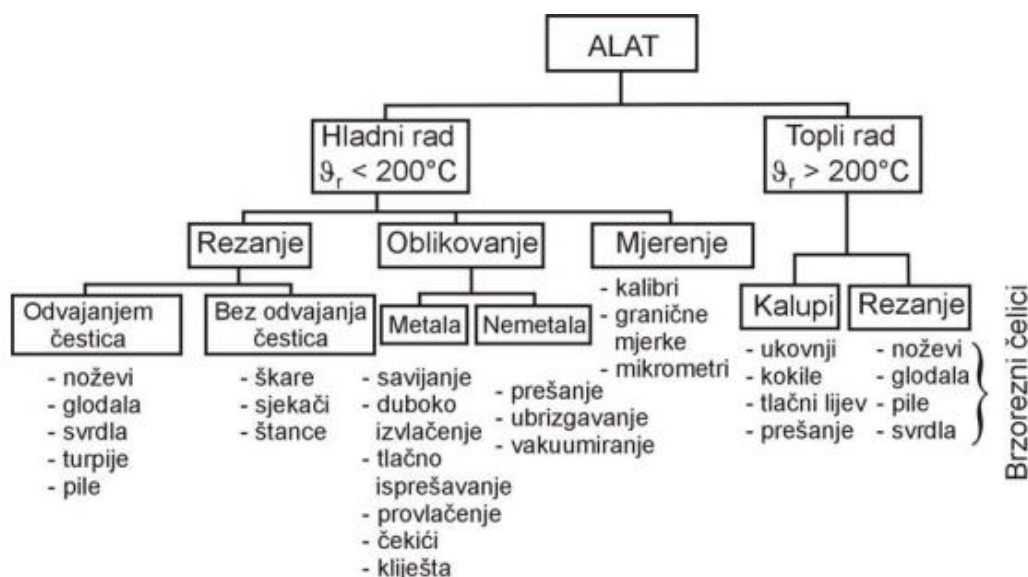 ALAT
Hladni rad
ϑr < 200°C
Topli rad
ϑr > 200°C
Rezanje
Oblikovanje
Mjerenje
Odvajanjem
čestica
- noževi
- glodala
- svrdla
- turpije
- pile
Bez odvajanja
čestica
- škare
- sjekači
- štance
Metala
- savijanje
- duboko
izvlačenje
- tlačno
isprešavanje
- provlačenje
- čekići
- kliješta
Nemetala
- prešanje
- ubrizgavanje
- vakuumiranje
- kalibri
- granične
mjerke
- mikrometri
Kalupi
- ukovnji
- kokile
- tlačni lijev
- prešanje
Rezanje
- noževi
- glodala
- pile
- svrdla
Brzorezni čelici